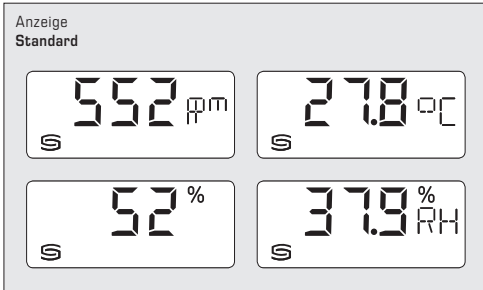 Anzeige
Standard
552 ppm
27.8 °C
52 %
37.9 % RH